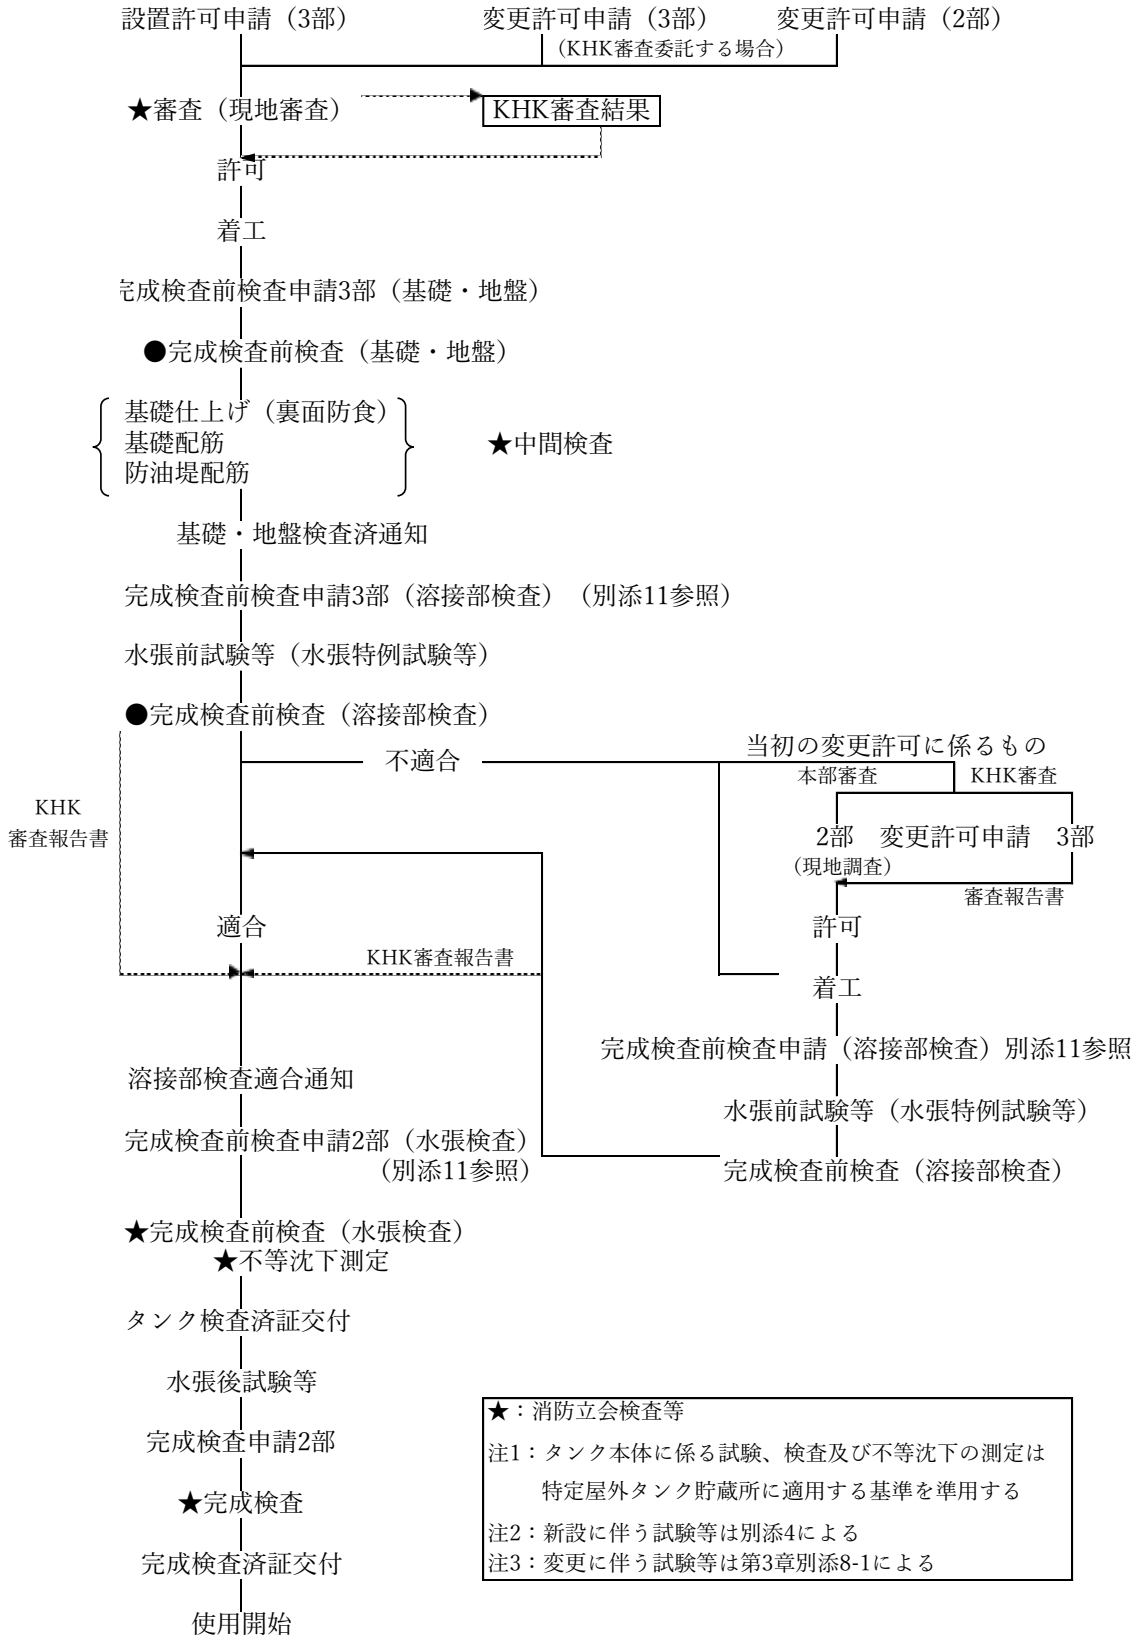 設置許可申請（3部）
変更許可申請（3部）
変更許可申請（2部）
（KHK審査委託する場合）
★審査（現地審査）
KHK審査結果
許可
着工
完成検査前検査申請3部（基礎・地盤）
●完成検査前検査（基礎・地盤）
基礎仕上げ（裏面防食）
基礎配筋
防油堤配筋
★中間検査
基礎・地盤検査済通知
完成検査前検査申請3部（溶接部検査）（別添11参照）
水張前試験等（水張特例試験等）
●完成検査前検査（溶接部検査）
不適合
当初の変更許可に係るもの
本部審査
KHK審査
KHK
審査報告書
2部　変更許可申請　3部
（現地調査）
審査報告書
適合
許可
KHK審査報告書
着工
完成検査前検査申請（溶接部検査）別添11参照
溶接部検査適合通知
水張前試験等（水張特例試験等）
完成検査前検査申請2部（水張検査）
（別添11参照）
完成検査前検査（溶接部検査）
★完成検査前検査（水張検査）
★不等沈下測定
タンク検査済証交付
水張後試験等
完成検査申請2部
★完成検査
完成検査済証交付
使用開始
★：消防立会検査等
注1：タンク本体に係る試験、検査及び不等沈下の測定は
特定屋外タンク貯蔵所に適用する基準を準用する
注2：新設に伴う試験等は別添4による
注3：変更に伴う試験等は第3章別添8-1による